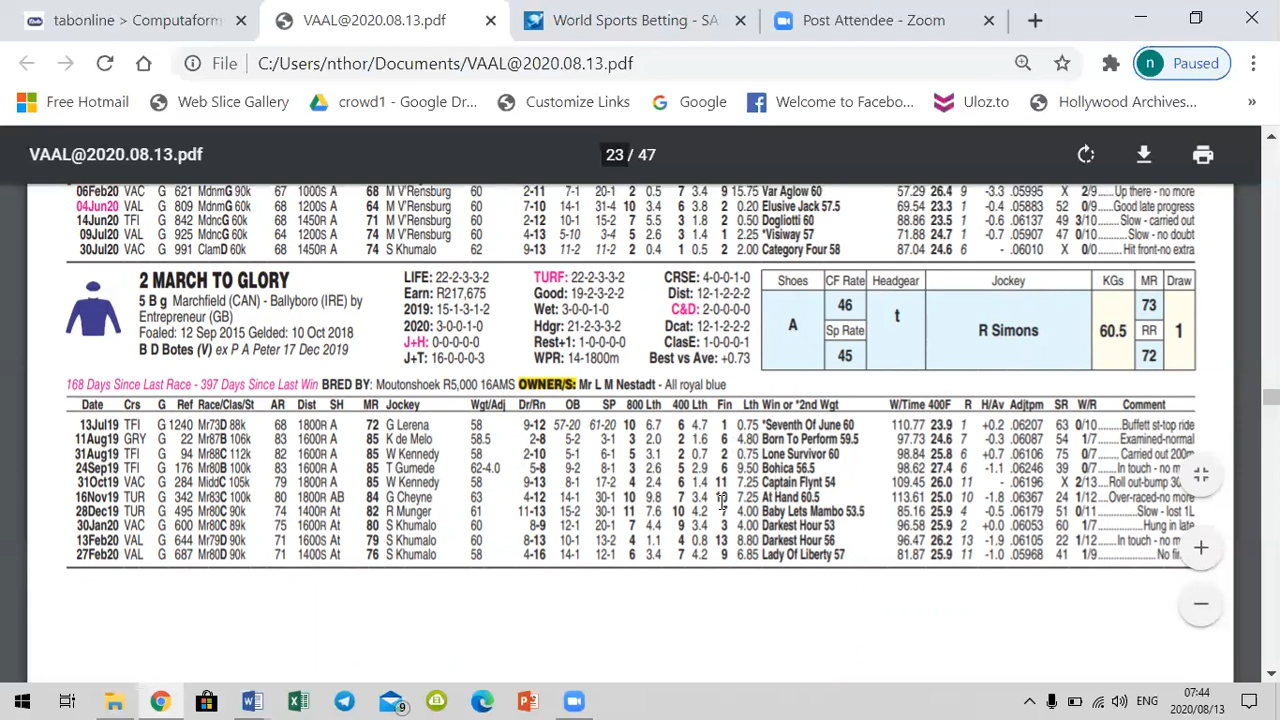 tabonline > Computaform
VAAL@2020.08.13.pdf
World Sports Betting - SA
Post Attendee - Zoom
File C:/Users/nthor/Documents/VAAL@2020.08.13.pdf
n Paused
Free Hotmail Web Slice Gallery crowd1 - Google Dr... Customize Links Google Welcome to Facebo... Uloz.to Hollywood Archives... »
VAAL@2020.08.13.pdf 23 / 47
06Feb20 VAC G 621 MdnmG 90k 67 1000S A 68 M V'Rensburg 60 2-11 7-1 20-1 2 0.5 7 3.4 9 15.75 Var Aglow 60 57.29 26.4 9 -3.3 .05995 X 2/9 ....Up there - no more
04Jun20 VAL G 809 MdnmG 60k 68 1200S A 64 M V'Rensburg 60 7-10 14-1 31-4 10 3.4 6 3.8 2 0.20 Elusive Jack 57.5 69.54 23.3 1 -0.4 .05883 52 0/9 ....Good late progress
14Jun20 TFI G 842 MdncG 60k 68 1450R A 64 M V'Rensburg 60 2-12 10-1 15-2 7 5.5 3 1.8 2 0.50 Dogliotti 60 88.86 23.5 1 -0.6 .06137 49 3/10 .....Slow - carried out
09Jul20 VAL G 925 MdncG 60k 68 1200S A 71 M V'Rensburg 60 4-13 5-10 3-4 5 2.6 3 1.4 1 2.25 *Visiway 57 71.88 24.7 1 -0.7 .05907 47 0/10 .......Slow - no doubt
30Jul20 VAC G 991 ClamD 60k 68 1450R A 74 S Khumalo 62 9-13 11-2 11-2 2 0.4 1 0.5 2 2.00 Category Four 58 87.04 24.6 6 - .06010 X 0/9 ....Hit front-no extra
2 MARCH TO GLORY
5 B g Marchfield (CAN) - Ballyboro (IRE) by
Entrepreneur (GB)
Foaled: 12 Sep 2015 Gelded: 10 Oct 2018
B D Botes (V) ex P A Peter 17 Dec 2019
LIFE: 22-2-3-3-2 TURF: 22-2-3-3-2 CRSE: 4-0-0-1-0
Earn: R217,675 Good: 19-2-3-2-2 Dist: 12-1-2-2-2
2019: 15-1-3-1-2 Wet: 3-0-0-1-0 C&D: 2-0-0-0-0
2020: 3-0-0-1-0 Hdgr: 21-2-3-3-2 Dcat: 12-1-2-2-2
J+H: 0-0-0-0-0 Rest+1: 1-0-0-0-0 ClasE: 1-0-0-0-1
J+T: 16-0-0-0-3 WPR: 14-1800m Best vs Ave: +0.73
Shoes CF Rate Headgear Jockey KGs MR Draw
A 46 t R Simons 60.5 73 1
Sp Rate RR
45 72
168 Days Since Last Race - 397 Days Since Last Win BRED BY: Moutonshoek R5,000 16AMS OWNER/S: Mr L M Nestadt - All royal blue
Date Crs G Ref Race/Clas/St AR Dist SH MR Jockey Wgt/Adj Dr/Rn OB SP 800 Lth 400 Lth Fin Lth Win or *2nd Wgt W/Time 400F R H/Av Adjtpm SR W/R Comment
13Jul19 TFI G 1240 Mr73D 88k 68 1800R A 72 G Lerena 58 9-12 57-20 61-20 10 6.7 6 4.7 1 0.75 *Seventh Of June 60 110.77 23.9 1 +0.2 .06207 63 0/10 .....Buffett st-top ride
11Aug19 GRY G 22 Mr87B 106k 83 1600R A 85 K de Melo 58.5 2-8 5-2 3-1 3 2.0 2 1.6 6 4.80 Born To Perform 59.5 97.73 24.6 7 -0.3 .06087 54 1/7 ....Examined-normal
31Aug19 TFI G 95 Mr88C 112k 82 1600R A 85 W Kennedy 58 2-10 5-1 6-1 5 3.1 2 0.7 2 0.75 Lone Survivor 60 98.84 25.8 6 +0.7 .06106 75 0/7 .......Carried out 200m
24Sep19 TFI G 176 Mr88B 100k 83 1600R A 85 T Gumede 62-4.0 5-8 9-2 8-1 3 2.6 5 2.9 6 9.50 Bohica 56.5 98.62 27.4 6 -1.1 .06246 39 0/7 ....In touch - no m
31Oct19 VAC G 284 MiddC 165k 85 1800R A 85 W Kennedy 58 9-13 8-1 17-2 4 2.4 6 1.4 11 7.25 Captain Flynt 54 109.45 26.0 11 - .06196 X 2/13 ....Roll out-bump 30
16Nov19 TUR G 342 Mr83C 100k 80 1800R AB 84 G Cheyne 63 4-12 14-1 30-1 10 9.8 7 3.4 7.25 At Hand 60.5 113.61 25.0 10 -1.8 .06367 24 1/12 ....Over-raced-no more
28Dec19 TUR G 495 Mr78C 90k 74 1400R At 82 R Munger 61 11-13 15-2 30-1 11 7.6 10 4.2 4.00 Baby Lets Mambo 53.5 85.16 25.9 4 -0.5 .06179 51 0/11 .....Slow - lost 1L
30Jan20 VAC G 600 Mr84C 80k 75 1600R At 80 S Khumalo 60 8-9 12-1 20-1 7 4.4 9 3.4 3 4.00 Darkest Hour 53 96.58 25.9 2 +0.0 .06053 60 1/7 .......Hung in late
13Feb20 VAL G 644 Mr79D 90k 71 1600R At 79 S Khumalo 60 8-13 10-1 13-2 4 1.1 4 0.8 13 8.80 Darkest Hour 56 96.47 26.2 13 -1.9 .06105 22 1/12 ....In touch - no m
27Feb20 VAL G 687 Mr80D 90k 71 1400R At 76 S Khumalo 58 4-16 14-1 12-1 6 3.4 7 4.2 9 6.85 Lady Of Liberty 57 81.87 25.9 11 -1.0 .05968 41 1/9
9
ENG
07:44
2020/08/13